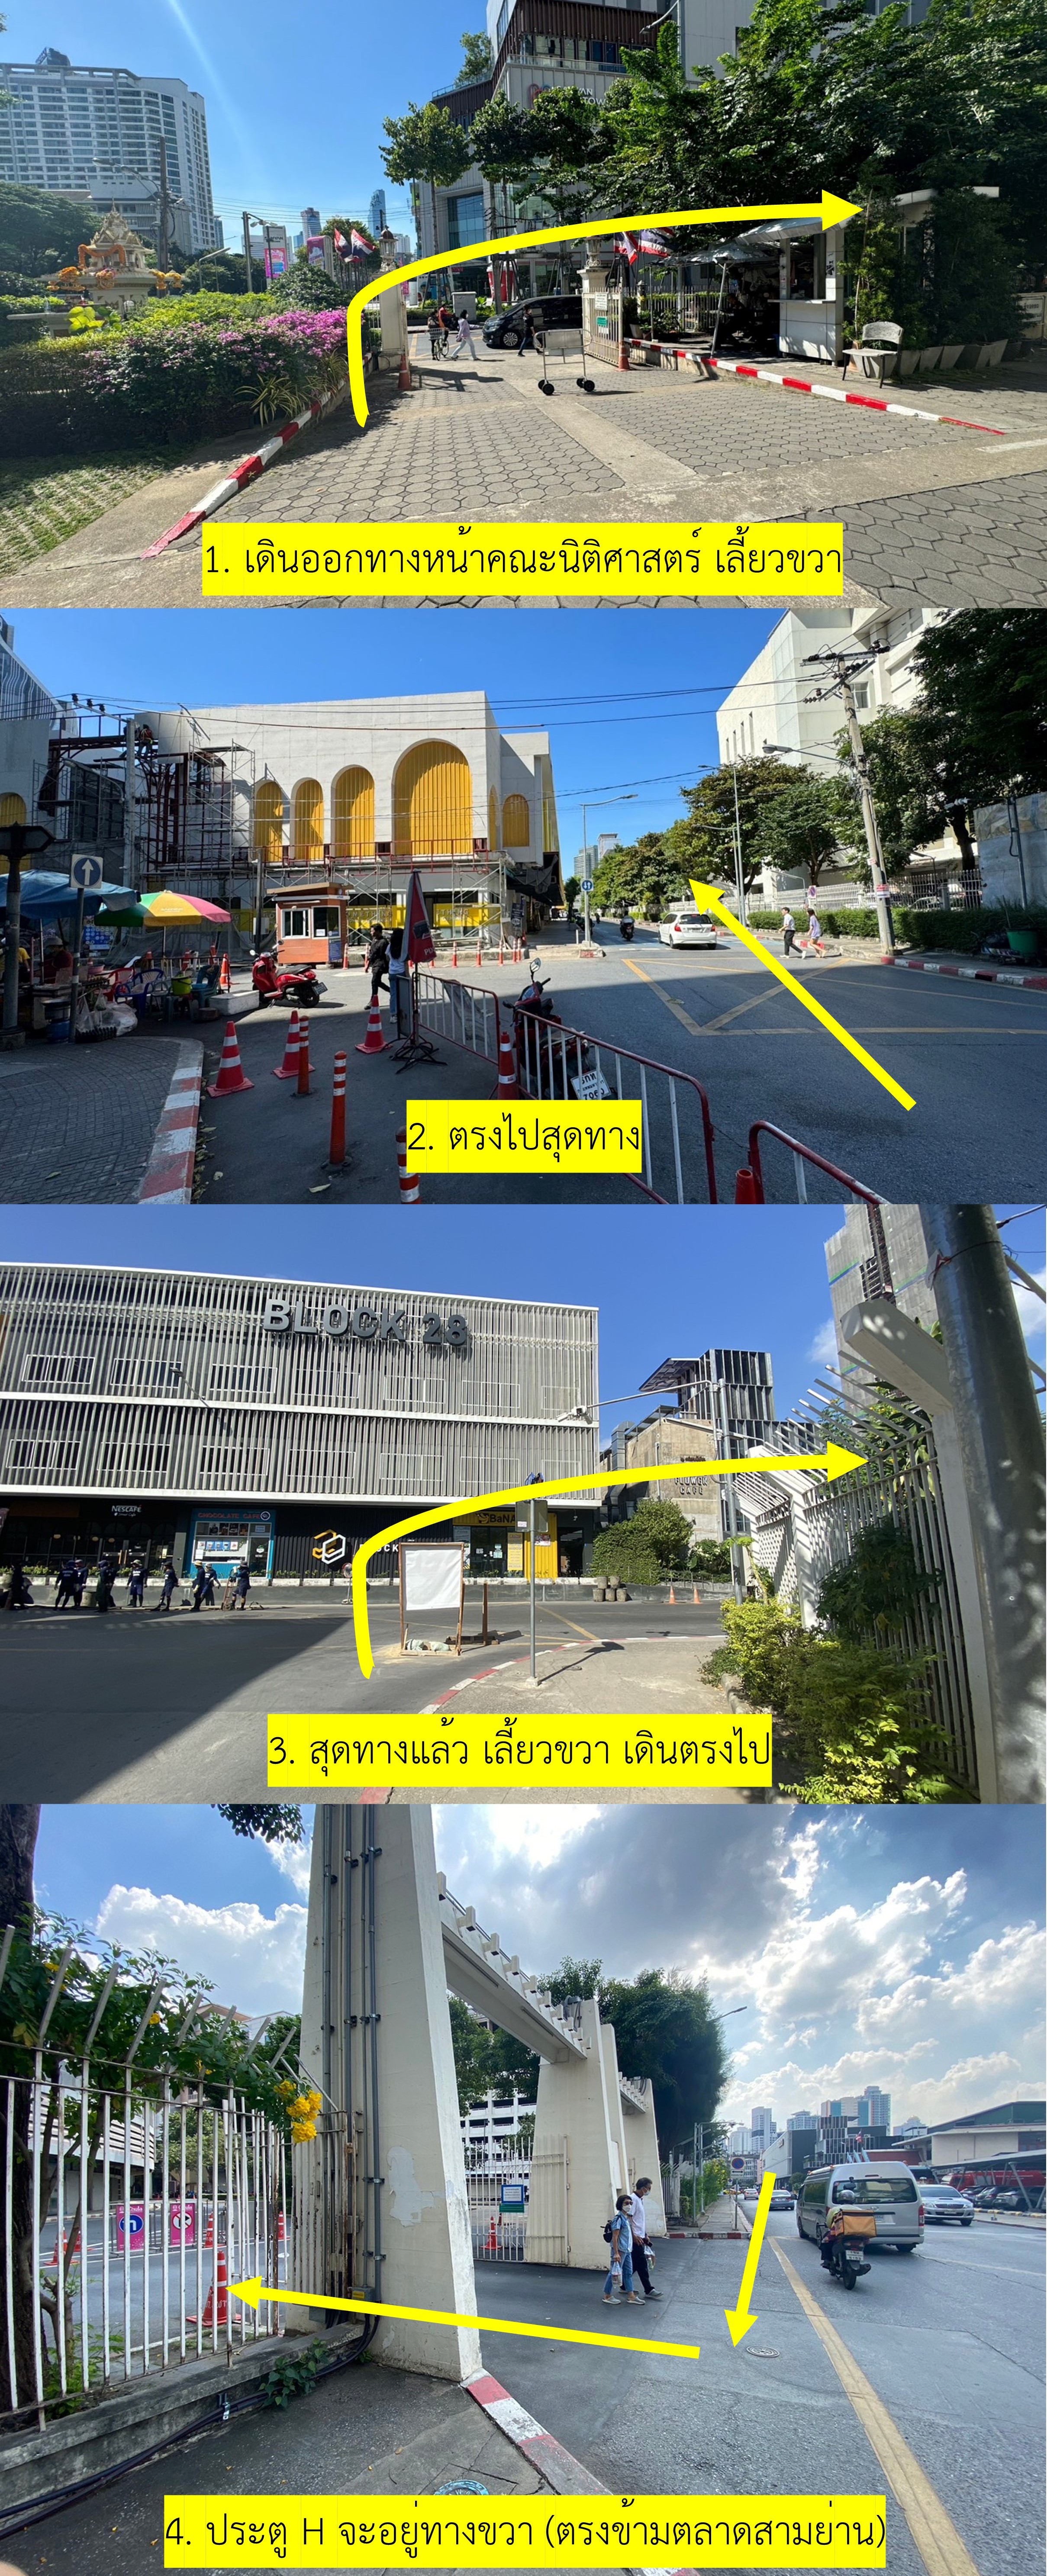 1. เดินออกทางหน้าคณะนิติศาสตร์ เลี้ยวขวา
2. ตรงไปสุดทาง
BLOCK 28
NESCAFÉ
CHOCOLATE CAFE
BaNA
3. สุดทางแล้ว เลี้ยวขวา เดินตรงไป
4. ประตู H จะอยู่ทางขวา (ตรงข้ามตลาดสามย่าน)